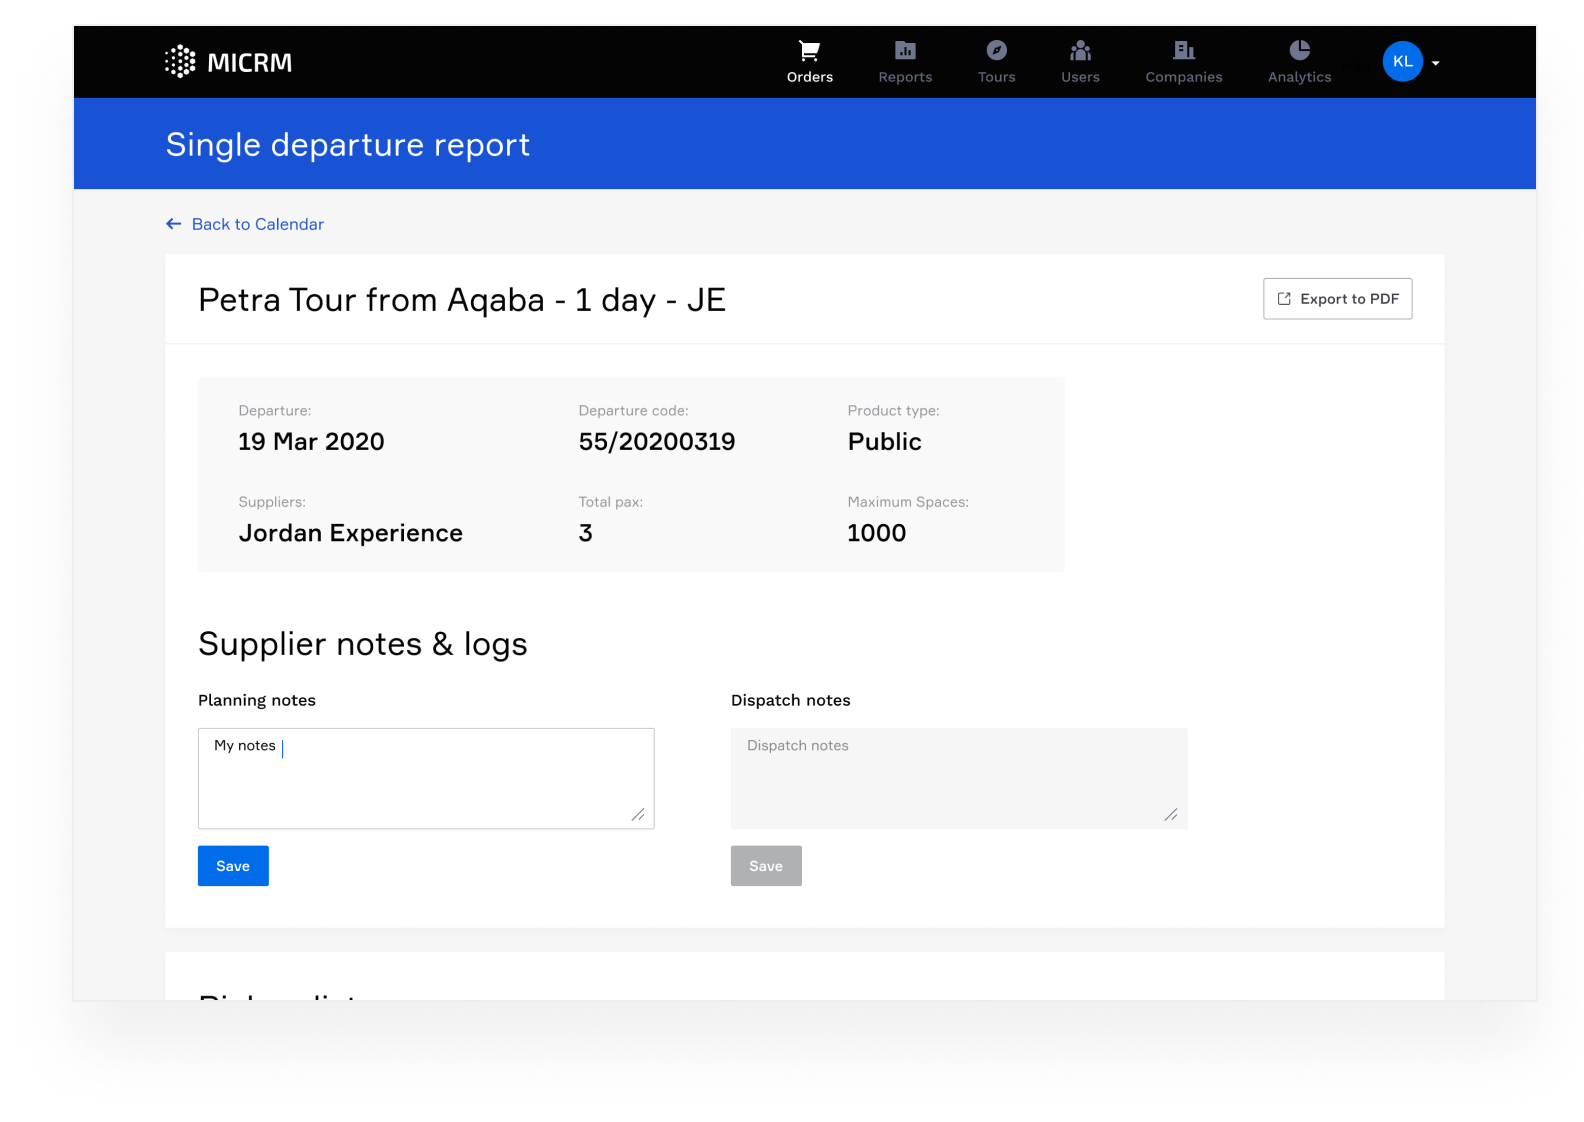 MICRM
Orders
Reports
Tours
Users
Companies
Analytics
KL
Single departure report
Back to Calendar
Petra Tour from Aqaba - 1 day - JE
Export to PDF
Departure: Departure code: Product type:
19 Mar 2020 55/20200319 Public
Suppliers: Total pax: Maximum Spaces:
Jordan Experience 3 1000
Supplier notes & logs
Planning notes Dispatch notes
My notes Dispatch notes
Save Save